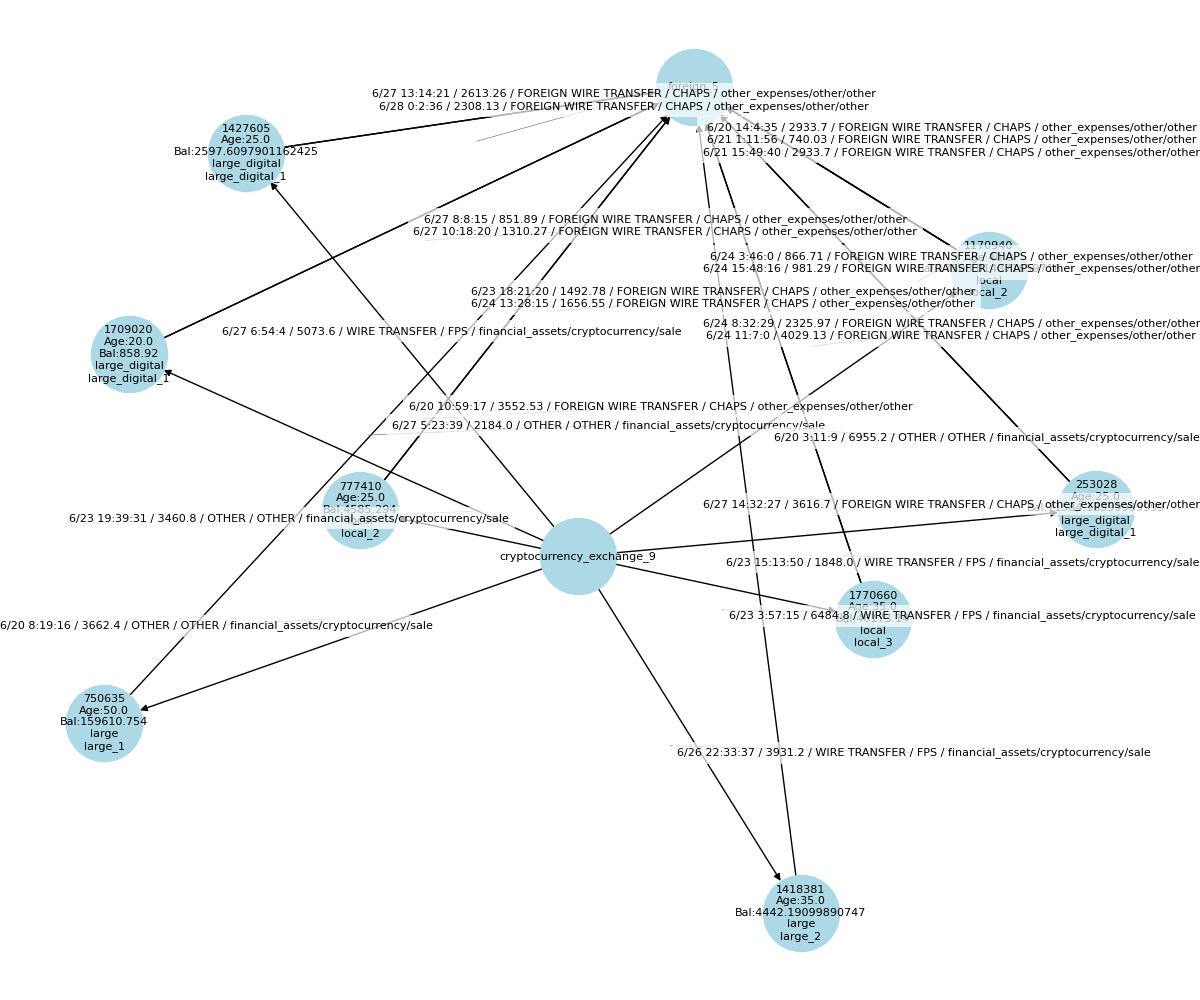 foreign_5
6/27 13:14:21 / 2613.26 / FOREIGN WIRE TRANSFER / CHAPS / other_expenses/other/other
6/28 0:2:36 / 2308.13 / FOREIGN WIRE TRANSFER / CHAPS / other_expenses/other/other
1427605
Age:25.0
Bal:2597.6097901162425
large_digital
large_digital_1
6/20 14:4:35 / 2933.7 / FOREIGN WIRE TRANSFER / CHAPS / other_expenses/other/other
6/21 1:11:56 / 740.03 / FOREIGN WIRE TRANSFER / CHAPS / other_expenses/other/other
6/21 15:49:40 / 2933.7 / FOREIGN WIRE TRANSFER / CHAPS / other_expenses/other/other
6/27 8:8:15 / 851.89 / FOREIGN WIRE TRANSFER / CHAPS / other_expenses/other/other
6/27 10:18:20 / 1310.27 / FOREIGN WIRE TRANSFER / CHAPS / other_expenses/other/other
1170940
6/24 3:46:0 / 866.71 / FOREIGN WIRE TRANSFER / CHAPS / other_expenses/other/other
6/24 15:48:16 / 981.29 / FOREIGN WIRE TRANSFER / CHAPS / other_expenses/other/other
local
local_2
6/23 18:21:20 / 1492.78 / FOREIGN WIRE TRANSFER / CHAPS / other_expenses/other/other
6/24 13:28:15 / 1656.55 / FOREIGN WIRE TRANSFER / CHAPS / other_expenses/other/other
6/24 8:32:29 / 2325.97 / FOREIGN WIRE TRANSFER / CHAPS / other_expenses/other/other
6/24 11:7:0 / 4029.13 / FOREIGN WIRE TRANSFER / CHAPS / other_expenses/other/other
6/27 6:54:4 / 5073.6 / WIRE TRANSFER / FPS / financial_assets/cryptocurrency/sale
1709020
Age:20.0
Bal:858.92
large_digital
large_digital_1
6/20 10:59:17 / 3552.53 / FOREIGN WIRE TRANSFER / CHAPS / other_expenses/other/other
6/27 5:23:39 / 2184.0 / OTHER / OTHER / financial_assets/cryptocurrency/sale
6/20 3:11:9 / 6955.2 / OTHER / OTHER / financial_assets/cryptocurrency/sale
777410
Age:25.0
Bal:4585.294
local_2
6/23 19:39:31 / 3460.8 / OTHER / OTHER / financial_assets/cryptocurrency/sale
253028
Age:25.0
large_digital
large_digital_1
6/27 14:32:27 / 3616.7 / FOREIGN WIRE TRANSFER / CHAPS / other_expenses/other/other
cryptocurrency_exchange_9
6/23 15:13:50 / 1848.0 / WIRE TRANSFER / FPS / financial_assets/cryptocurrency/sale
1770660
Age:35.0
6/23 3:57:15 / 6484.8 / WIRE TRANSFER / FPS / financial_assets/cryptocurrency/sale
local
local_3
6/20 8:19:16 / 3662.4 / OTHER / OTHER / financial_assets/cryptocurrency/sale
750635
Age:50.0
Bal:159610.754
large
large_1
6/26 22:33:37 / 3931.2 / WIRE TRANSFER / FPS / financial_assets/cryptocurrency/sale
1418381
Age:35.0
Bal:4442.19099890747
large
large_2